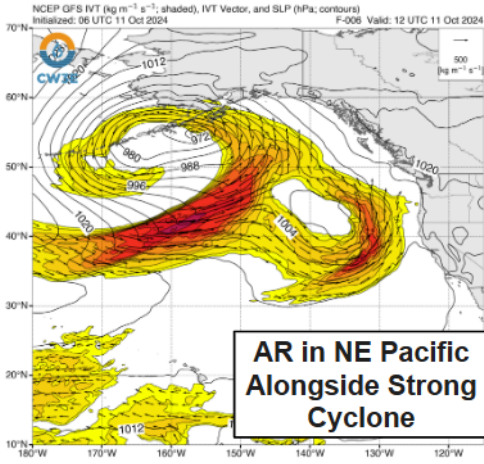 NCEP GFS IVT (kg m⁻¹ s⁻¹; shaded), IVT Vector, and SLP (hPa; contours)
Initialized: 06 UTC 11 Oct 2024 F-006 Valid: 12 UTC 11 Oct 2024
70°N
1012
CW3E
500
[kg m⁻¹ s⁻¹]
60°N
972
980
50°N
988
1020
996
1020
1004
40°N
30°N
AR in NE Pacific
Alongside Strong
Cyclone
20°N
1012
10°N
180°W 170°W 160°W 150°W 140°W 130°W 120°W